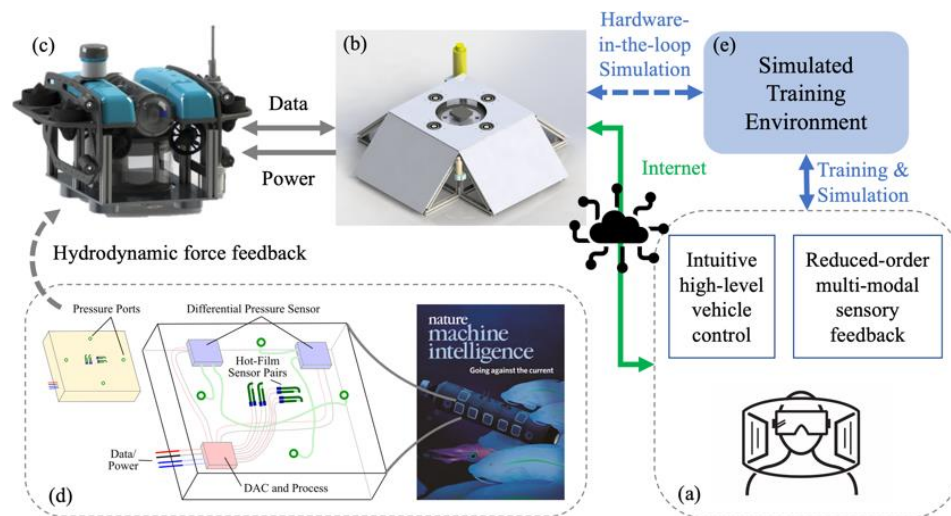 (c)
(b)
Hardware-
in-the-loop
Simulation
(e)
Simulated
Training
Environment
Data
Power
Internet
Training &
Simulation
Hydrodynamic force feedback
Intuitive
high-level
vehicle
control
Reduced-order
multi-modal
sensory
feedback
Pressure Ports
Differential Pressure Sensor
Hot-Film
Sensor Pairs
Data/
Power
DAC and Process
(d)
nature
machine
intelligence
Going against the current
(a)